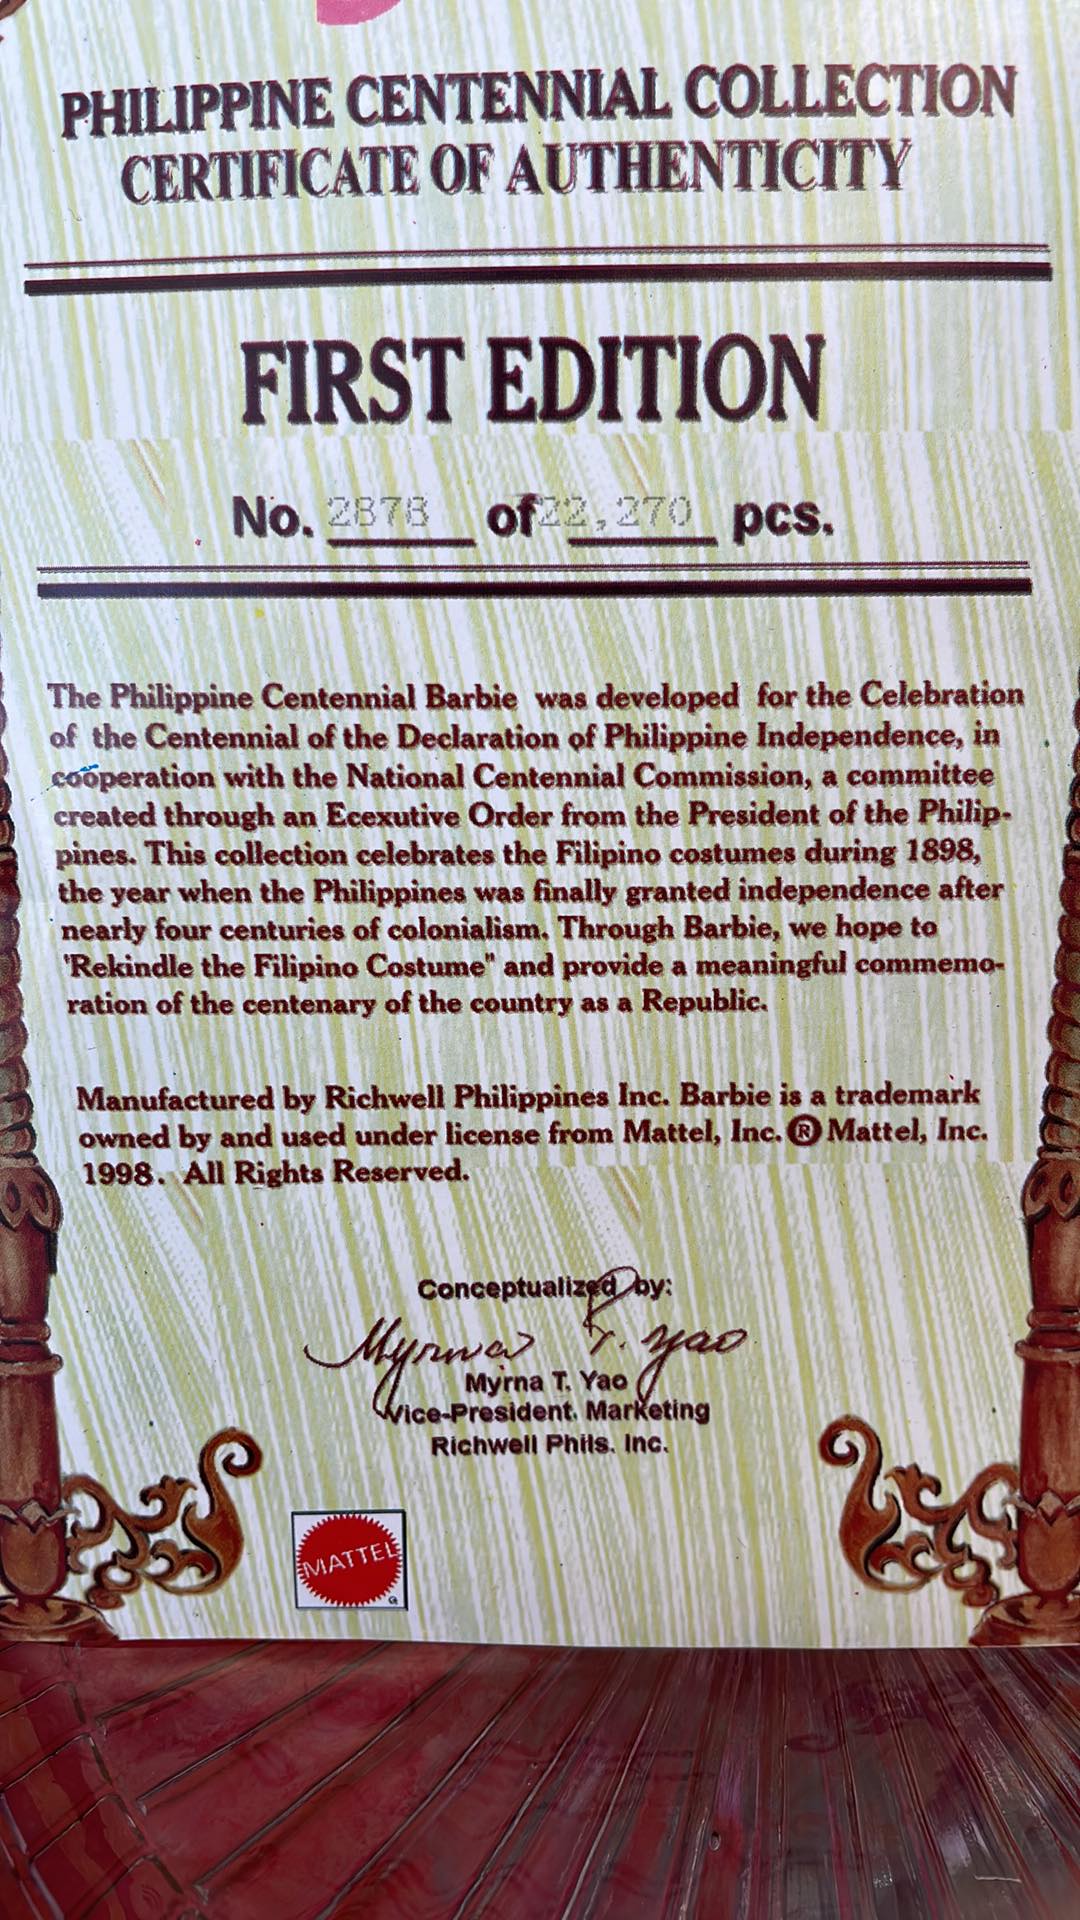 PHILIPPINE CENTENNIAL COLLECTION
CERTIFICATE OF AUTHENTICITY
FIRST EDITION
No. 2878 of 22,270 pcs.
The Philippine Centennial Barbie was developed for the Celebration
of the Centennial of the Declaration of Philippine Independence, in
cooperation with the National Centennial Commission, a committee
created through an Ecexutive Order from the President of the Philip-
pines. This collection celebrates the Filipino costumes during 1898,
the year when the Philippines was finally granted independence after
nearly four centuries of colonialism. Through Barbie, we hope to
'Rekindle the Filipino Costume" and provide a meaningful commemo-
ration of the centenary of the country as a Republic.
Manufactured by Richwell Philippines Inc. Barbie is a trademark
owned by and used under license from Mattel, Inc. ® Mattel, Inc.
1998. All Rights Reserved.
Conceptualized by:
Myrna T. Yao
Myrna T. Yao
Vice-President. Marketing
Richwell Phils. Inc.
MATTEL